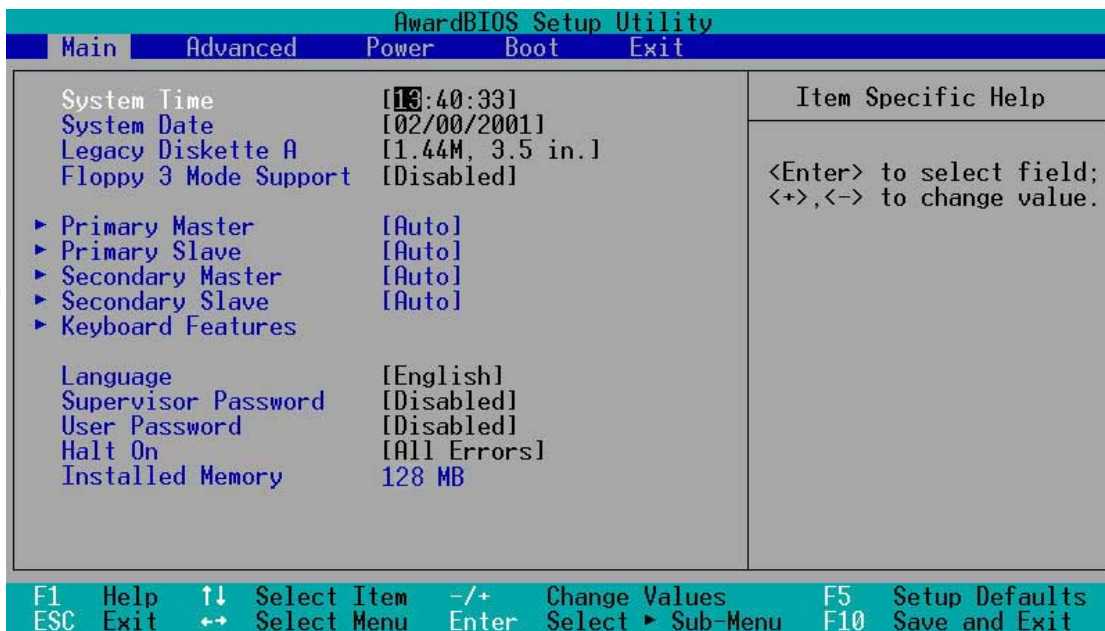 AwardBIOS Setup Utility
Main Advanced Power Boot Exit
System Time [13:40:33]
System Date [02/00/2001]
Legacy Diskette A [1.44M, 3.5 in.]
Floppy 3 Mode Support [Disabled]
► Primary Master [Auto]
► Primary Slave [Auto]
► Secondary Master [Auto]
► Secondary Slave [Auto]
► Keyboard Features
Language [English]
Supervisor Password [Disabled]
User Password [Disabled]
Halt On [All Errors]
Installed Memory 128 MB
Item Specific Help
<Enter> to select field;
<+>,<-> to change value.
F1 Help ↑↓ Select Item -/+ Change Values F5 Setup Defaults
ESC Exit ←→ Select Menu Enter Select ► Sub-Menu F10 Save and Exit